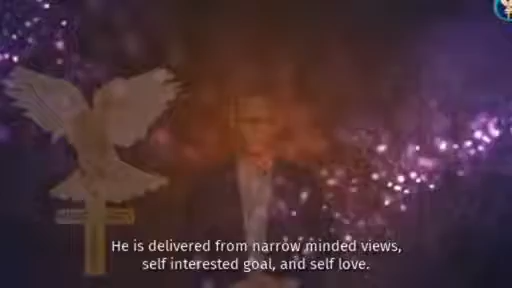 He is delivered from narrow minded views,
self interested goal, and self love.